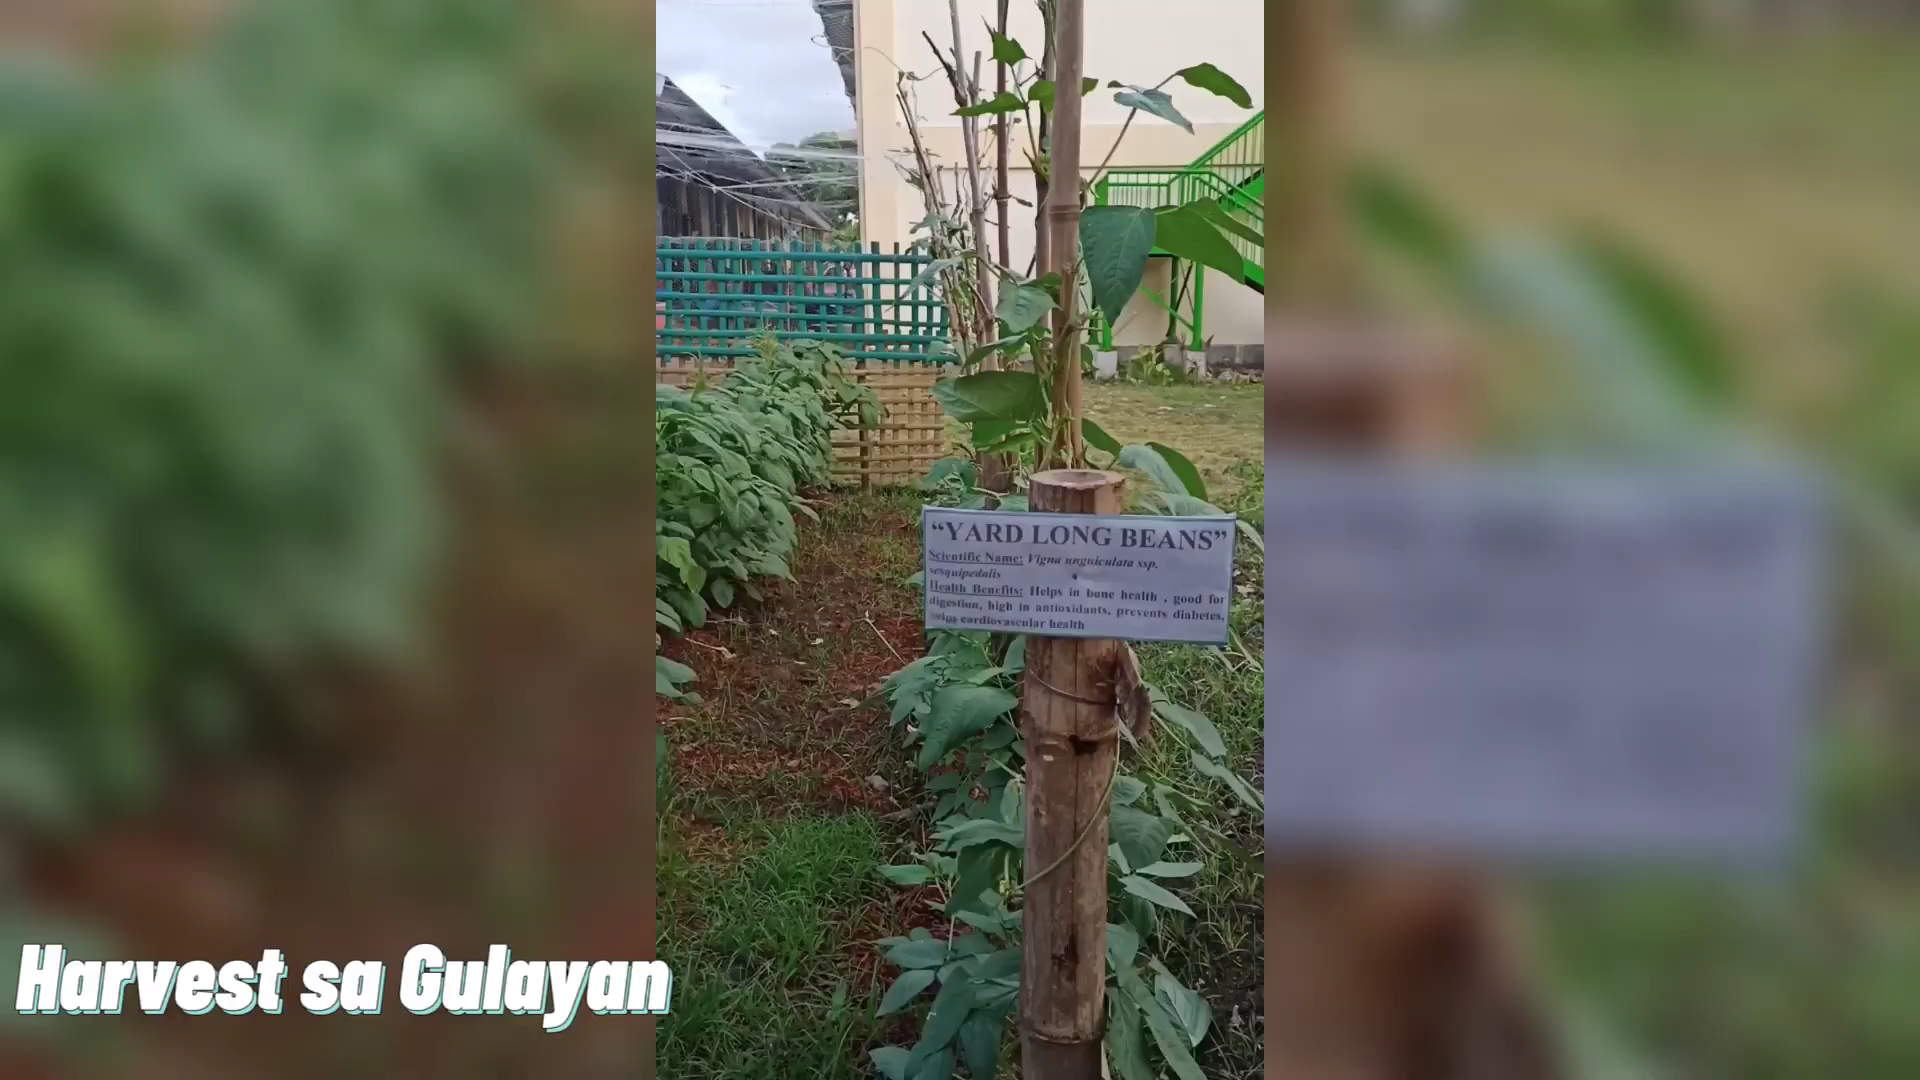 “YARD LONG BEANS”
Scientific Name: Vigna unguiculata ssp.
sesquipedalis
Health Benefits: Helps in bone health , good for
digestion, high in antioxidants, prevents diabetes,
helps cardiovascular health
Harvest sa Gulayan